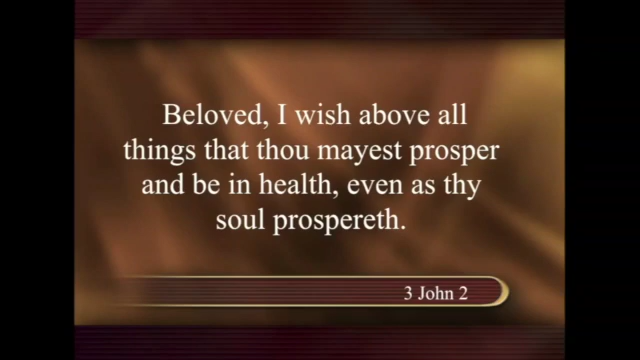 Beloved, I wish above all
things that thou mayest prosper
and be in health, even as thy
soul prospereth.
3 John 2